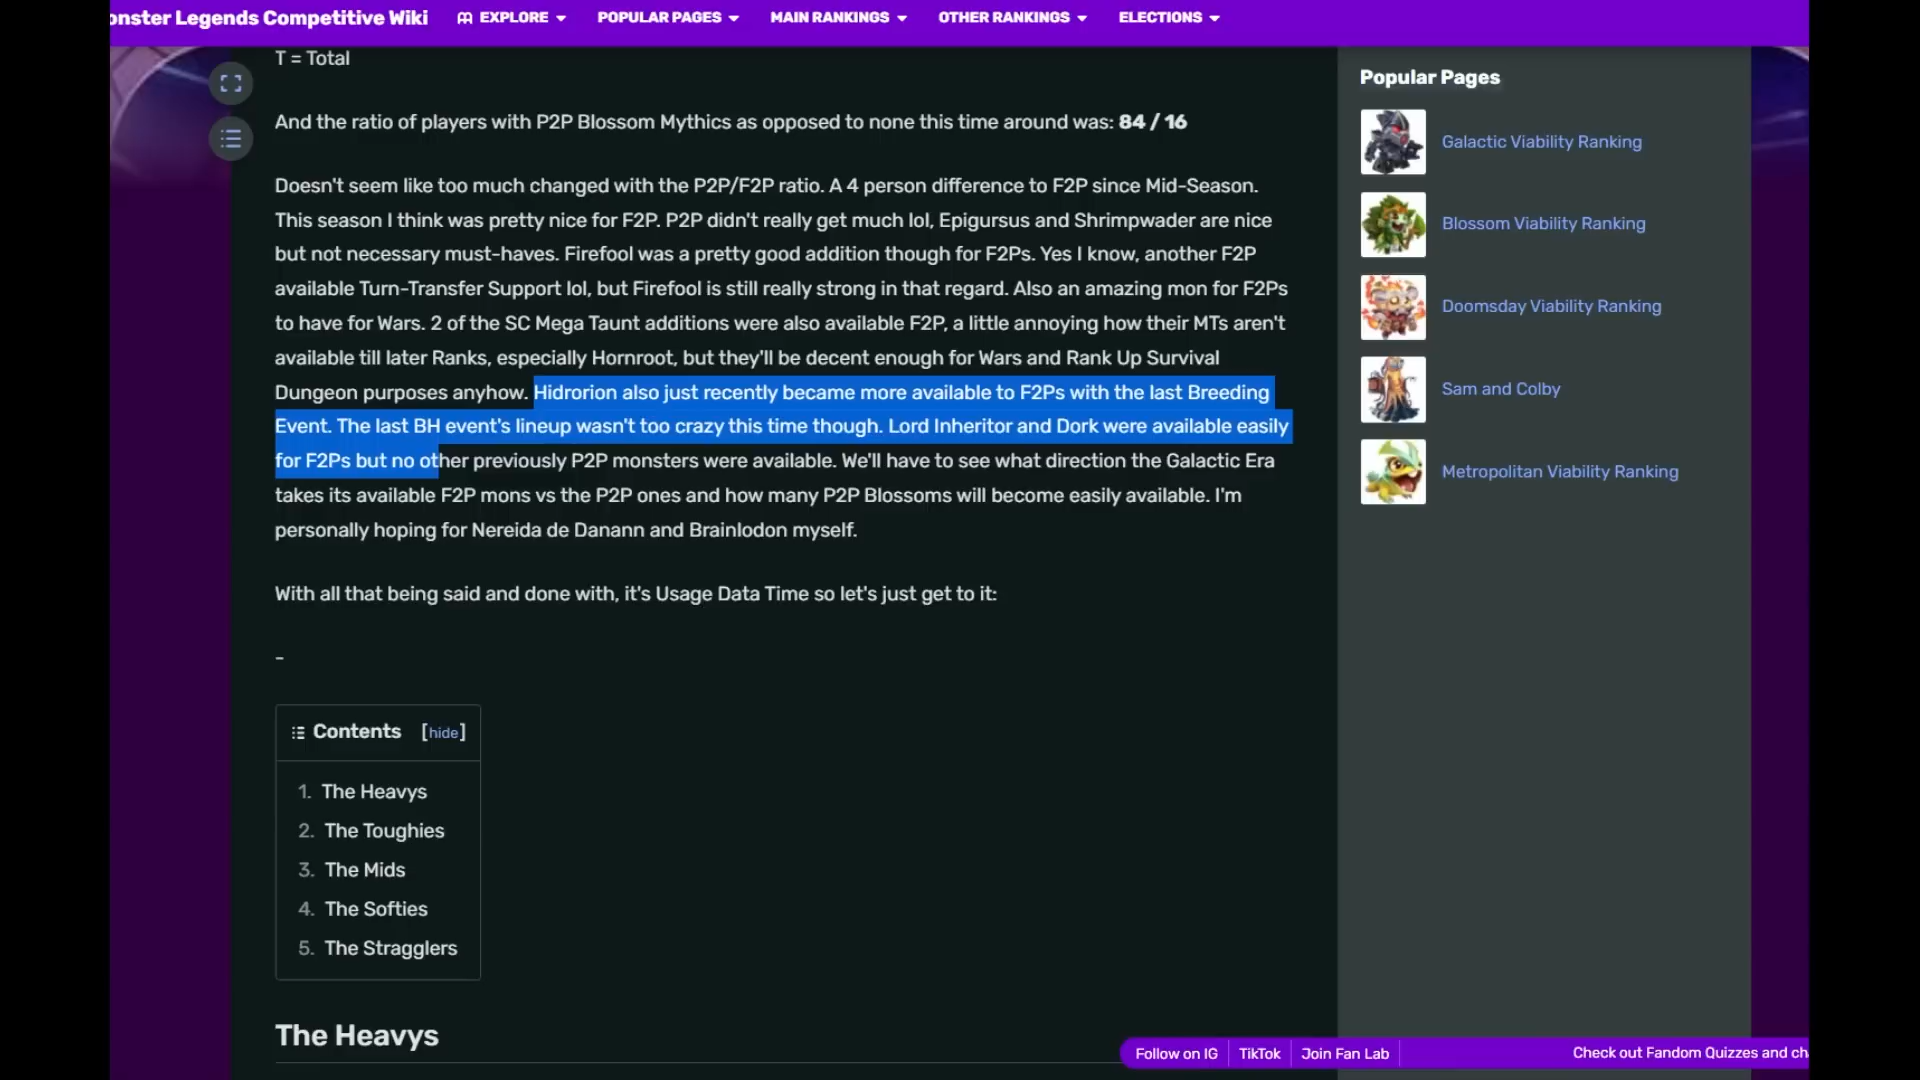 onster Legends Competitive Wiki EXPLORE POPULAR PAGES MAIN RANKINGS OTHER RANKINGS ELECTIONS
T = Total
And the ratio of players with P2P Blossom Mythics as opposed to none this time around was: 84 / 16
Doesn't seem like too much changed with the P2P/F2P ratio. A 4 person difference to F2P since Mid-Season.
This season I think was pretty nice for F2P. P2P didn't really get much lol, Epigursus and Shrimpwader are nice
but not necessary must-haves. Firefool was a pretty good addition though for F2Ps. Yes I know, another F2P
available Turn-Transfer Support lol, but Firefool is still really strong in that regard. Also an amazing mon for F2Ps
to have for Wars. 2 of the SC Mega Taunt additions were also available F2P, a little annoying how their MTs aren't
available till later Ranks, especially Hornroot, but they'll be decent enough for Wars and Rank Up Survival
Dungeon purposes anyhow. Hidrorion also just recently became more available to F2Ps with the last Breeding
Event. The last BH event's lineup wasn't too crazy this time though. Lord Inheritor and Dork were available easily
for F2Ps but no other previously P2P monsters were available. We'll have to see what direction the Galactic Era
takes its available F2P mons vs the P2P ones and how many P2P Blossoms will become easily available. I'm
personally hoping for Nereida de Danann and Brainlodon myself.
With all that being said and done with, it's Usage Data Time so let's just get to it:
–
Contents [hide]
1. The Heavys
2. The Toughies
3. The Mids
4. The Softies
5. The Stragglers
The Heavys
Popular Pages
Galactic Viability Ranking
Blossom Viability Ranking
Doomsday Viability Ranking
Sam and Colby
Metropolitan Viability Ranking
Follow on IG TikTok Join Fan Lab Check out Fandom Quizzes and ch